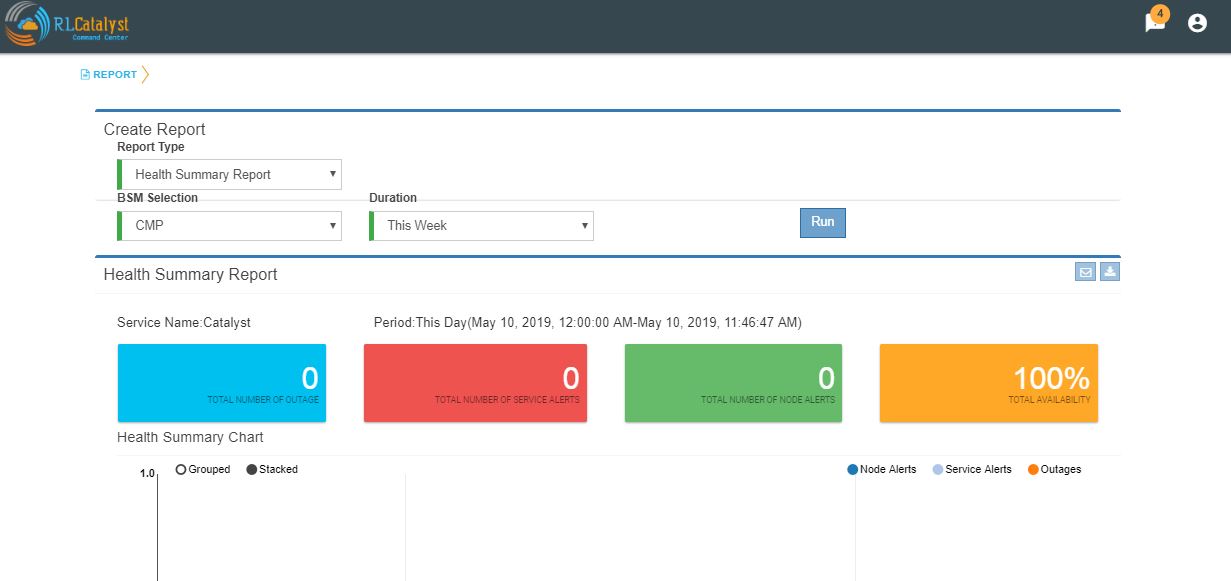 RLCatalyst
Command Center
4
REPORT
Create Report
Report Type
Health Summary Report
BSM Selection
Duration
CMP
This Week
Run
Health Summary Report
Service Name:Catalyst
Period:This Day(May 10, 2019, 12:00:00 AM-May 10, 2019, 11:46:47 AM)
0
TOTAL NUMBER OF OUTAGE
0
TOTAL NUMBER OF SERVICE ALERTS
0
TOTAL NUMBER OF NODE ALERTS
100%
TOTAL AVAILABILITY
Health Summary Chart
1.0
Grouped
Stacked
Node Alerts
Service Alerts
Outages